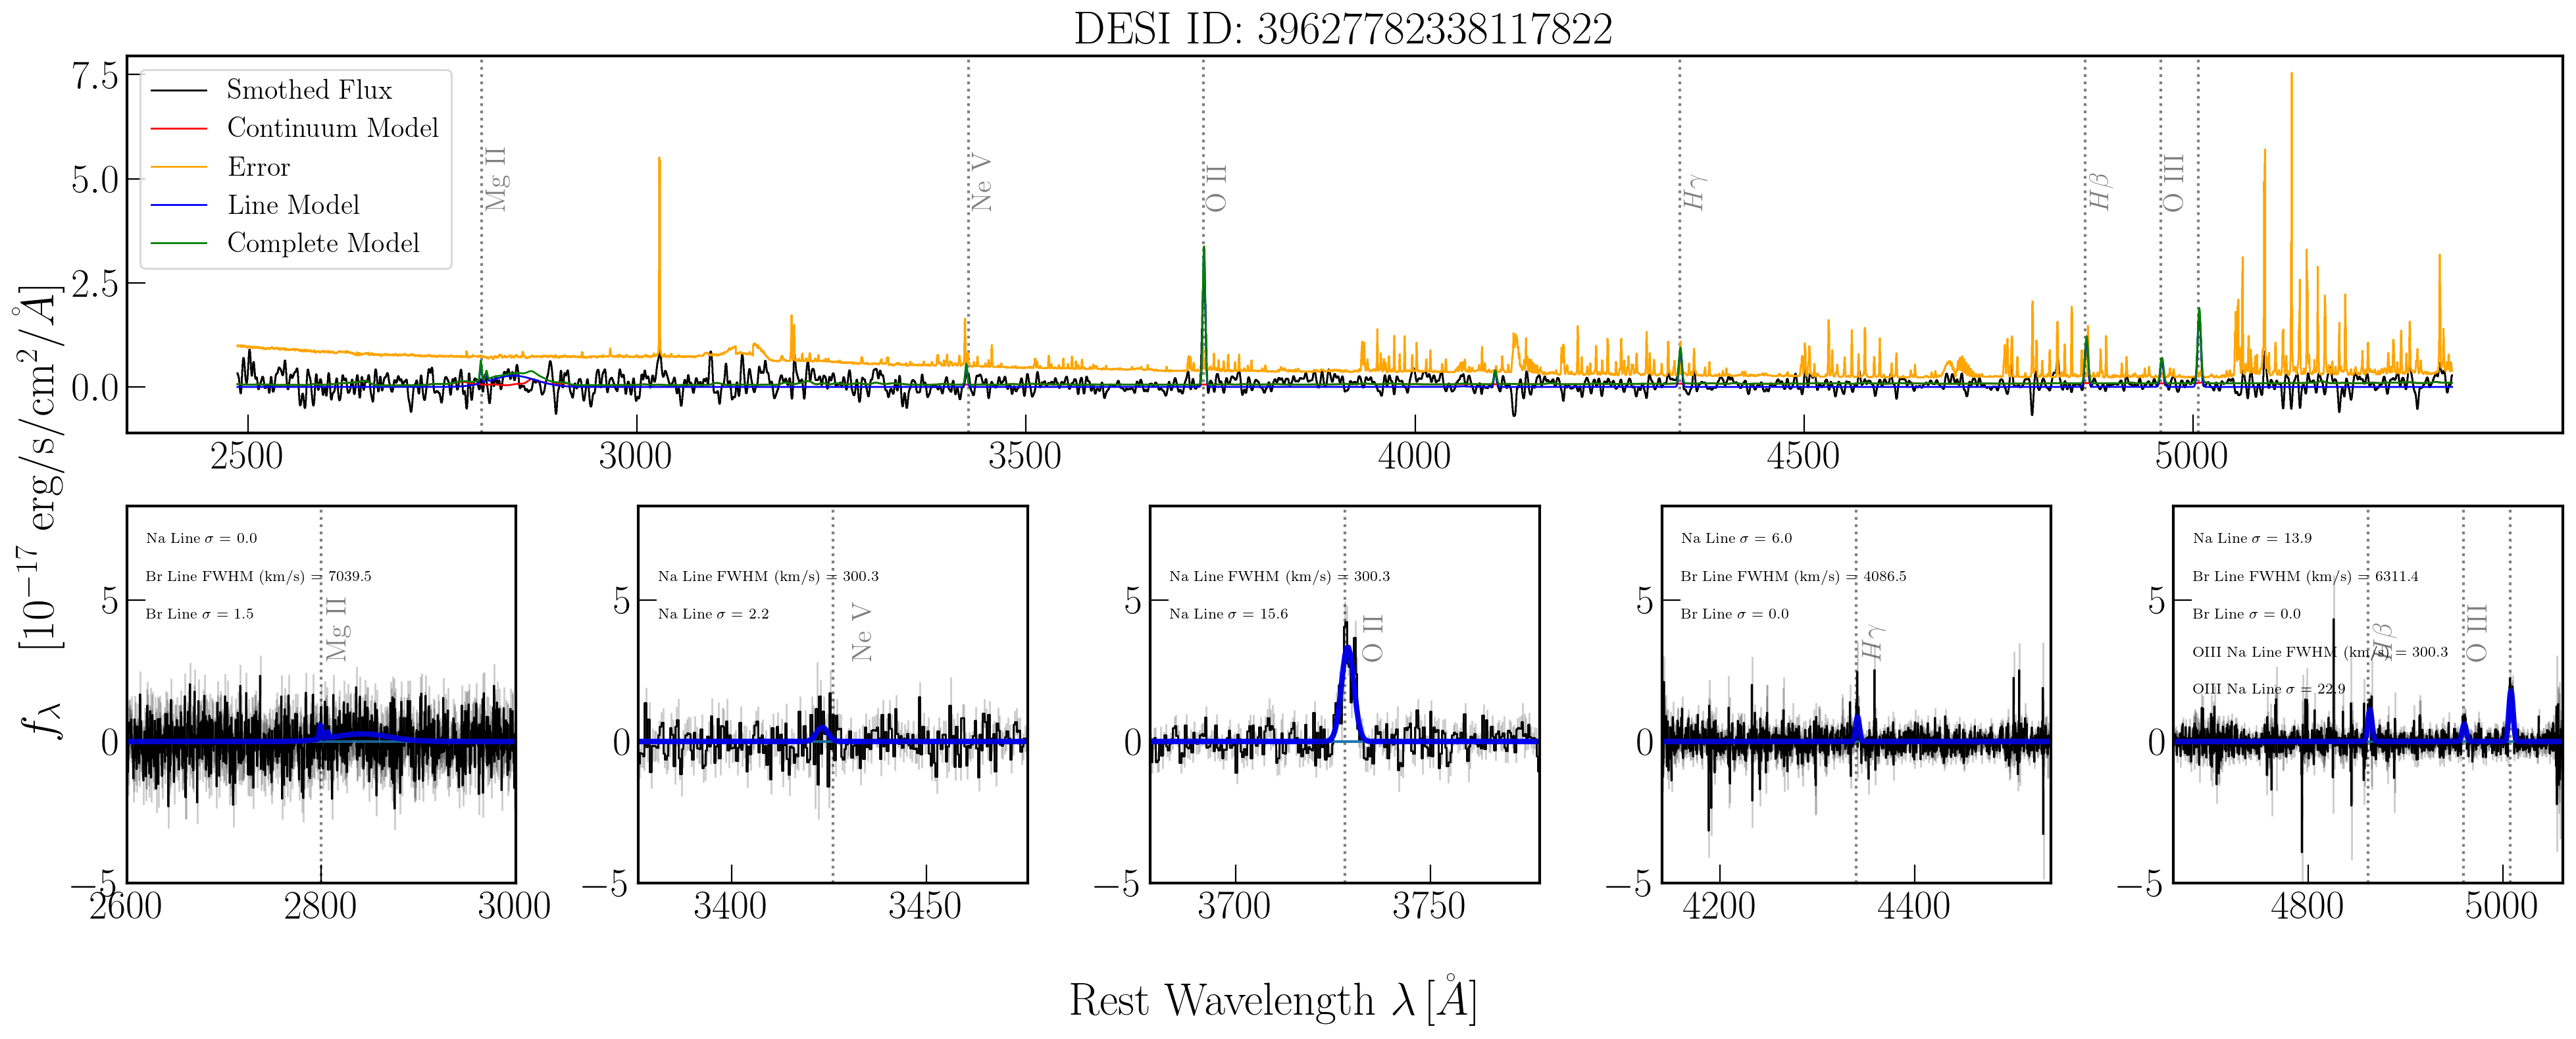 DESI ID: 39627782338117822
7.5
5.0
2.5
0.0
Smothed Flux
Continuum Model
Error
Line Model
Complete Model
Mg II
Ne V
O II
Hγ
Hβ
O III
2500 3000 3500 4000 4500 5000
f_λ [10^{-17} erg/s/cm^2/Å]
Na Line σ = 0.0
Br Line FWHM (km/s) = 7039.5
Br Line σ = 1.5
Mg II
5
0
−5
2600 2800 3000
Na Line FWHM (km/s) = 300.3
Na Line σ = 2.2
Ne V
5
0
−5
3400 3450
Na Line FWHM (km/s) = 300.3
Na Line σ = 15.6
O II
5
0
−5
3700 3750
Na Line σ = 6.0
Br Line FWHM (km/s) = 4086.5
Br Line σ = 0.0
Hγ
5
0
−5
4200 4400
Na Line σ = 13.9
Br Line FWHM (km/s) = 6311.4
Br Line σ = 0.0
OIII Na Line FWHM (km/s) = 300.3
OIII Na Line σ = 22.9
Hβ
O III
5
0
−5
4800 5000
Rest Wavelength λ [Å]